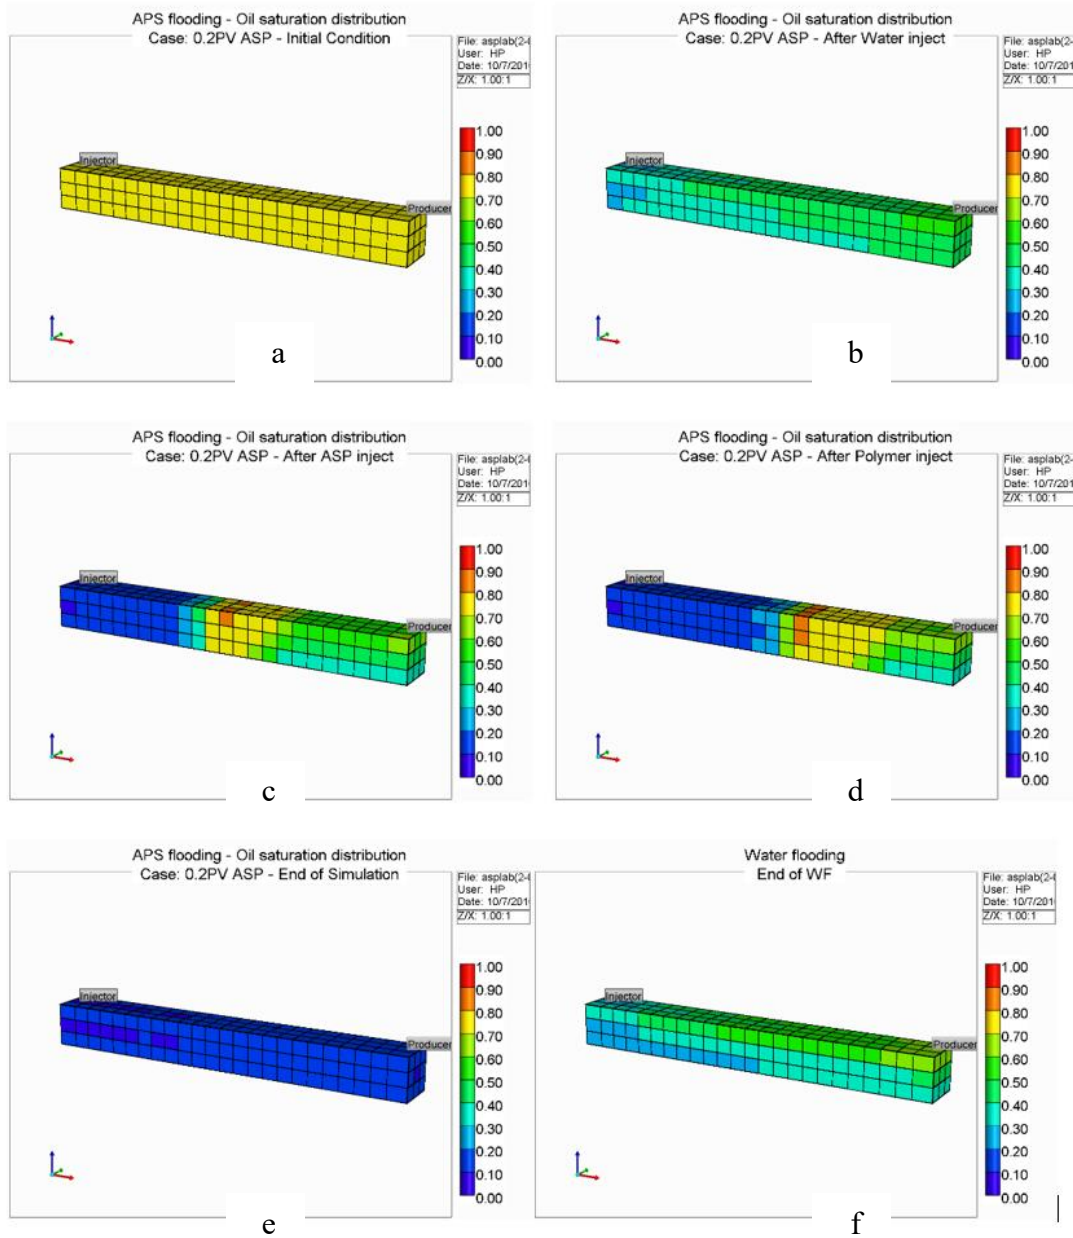 APS flooding - Oil saturation distribution
Case: 0.2PV ASP - Initial Condition
File: asplab(2-
User: HP
Date: 10/7/201
Z/X: 1.00:1
Injector
Producer
1.00
0.90
0.80
0.70
0.60
0.50
0.40
0.30
0.20
0.10
0.00
a
APS flooding - Oil saturation distribution
Case: 0.2PV ASP - After Water inject
File: asplab(2-
User: HP
Date: 10/7/201
Z/X: 1.00:1
Injector
Producer
1.00
0.90
0.80
0.70
0.60
0.50
0.40
0.30
0.20
0.10
0.00
b
APS flooding - Oil saturation distribution
Case: 0.2PV ASP - After ASP inject
File: asplab(2-
User: HP
Date: 10/7/201
Z/X: 1.00:1
Injector
Producer
1.00
0.90
0.80
0.70
0.60
0.50
0.40
0.30
0.20
0.10
0.00
c
APS flooding - Oil saturation distribution
Case: 0.2PV ASP - After Polymer inject
File: asplab(2-
User: HP
Date: 10/7/201
Z/X: 1.00:1
Injector
Producer
1.00
0.90
0.80
0.70
0.60
0.50
0.40
0.30
0.20
0.10
0.00
d
APS flooding - Oil saturation distribution
Case: 0.2PV ASP - End of Simulation
File: asplab(2-
User: HP
Date: 10/7/201
Z/X: 1.00:1
Injector
Producer
1.00
0.90
0.80
0.70
0.60
0.50
0.40
0.30
0.20
0.10
0.00
e
Water flooding
End of WF
File: asplab(2-
User: HP
Date: 10/7/201
Z/X: 1.00:1
Injector
Producer
1.00
0.90
0.80
0.70
0.60
0.50
0.40
0.30
0.20
0.10
0.00
f